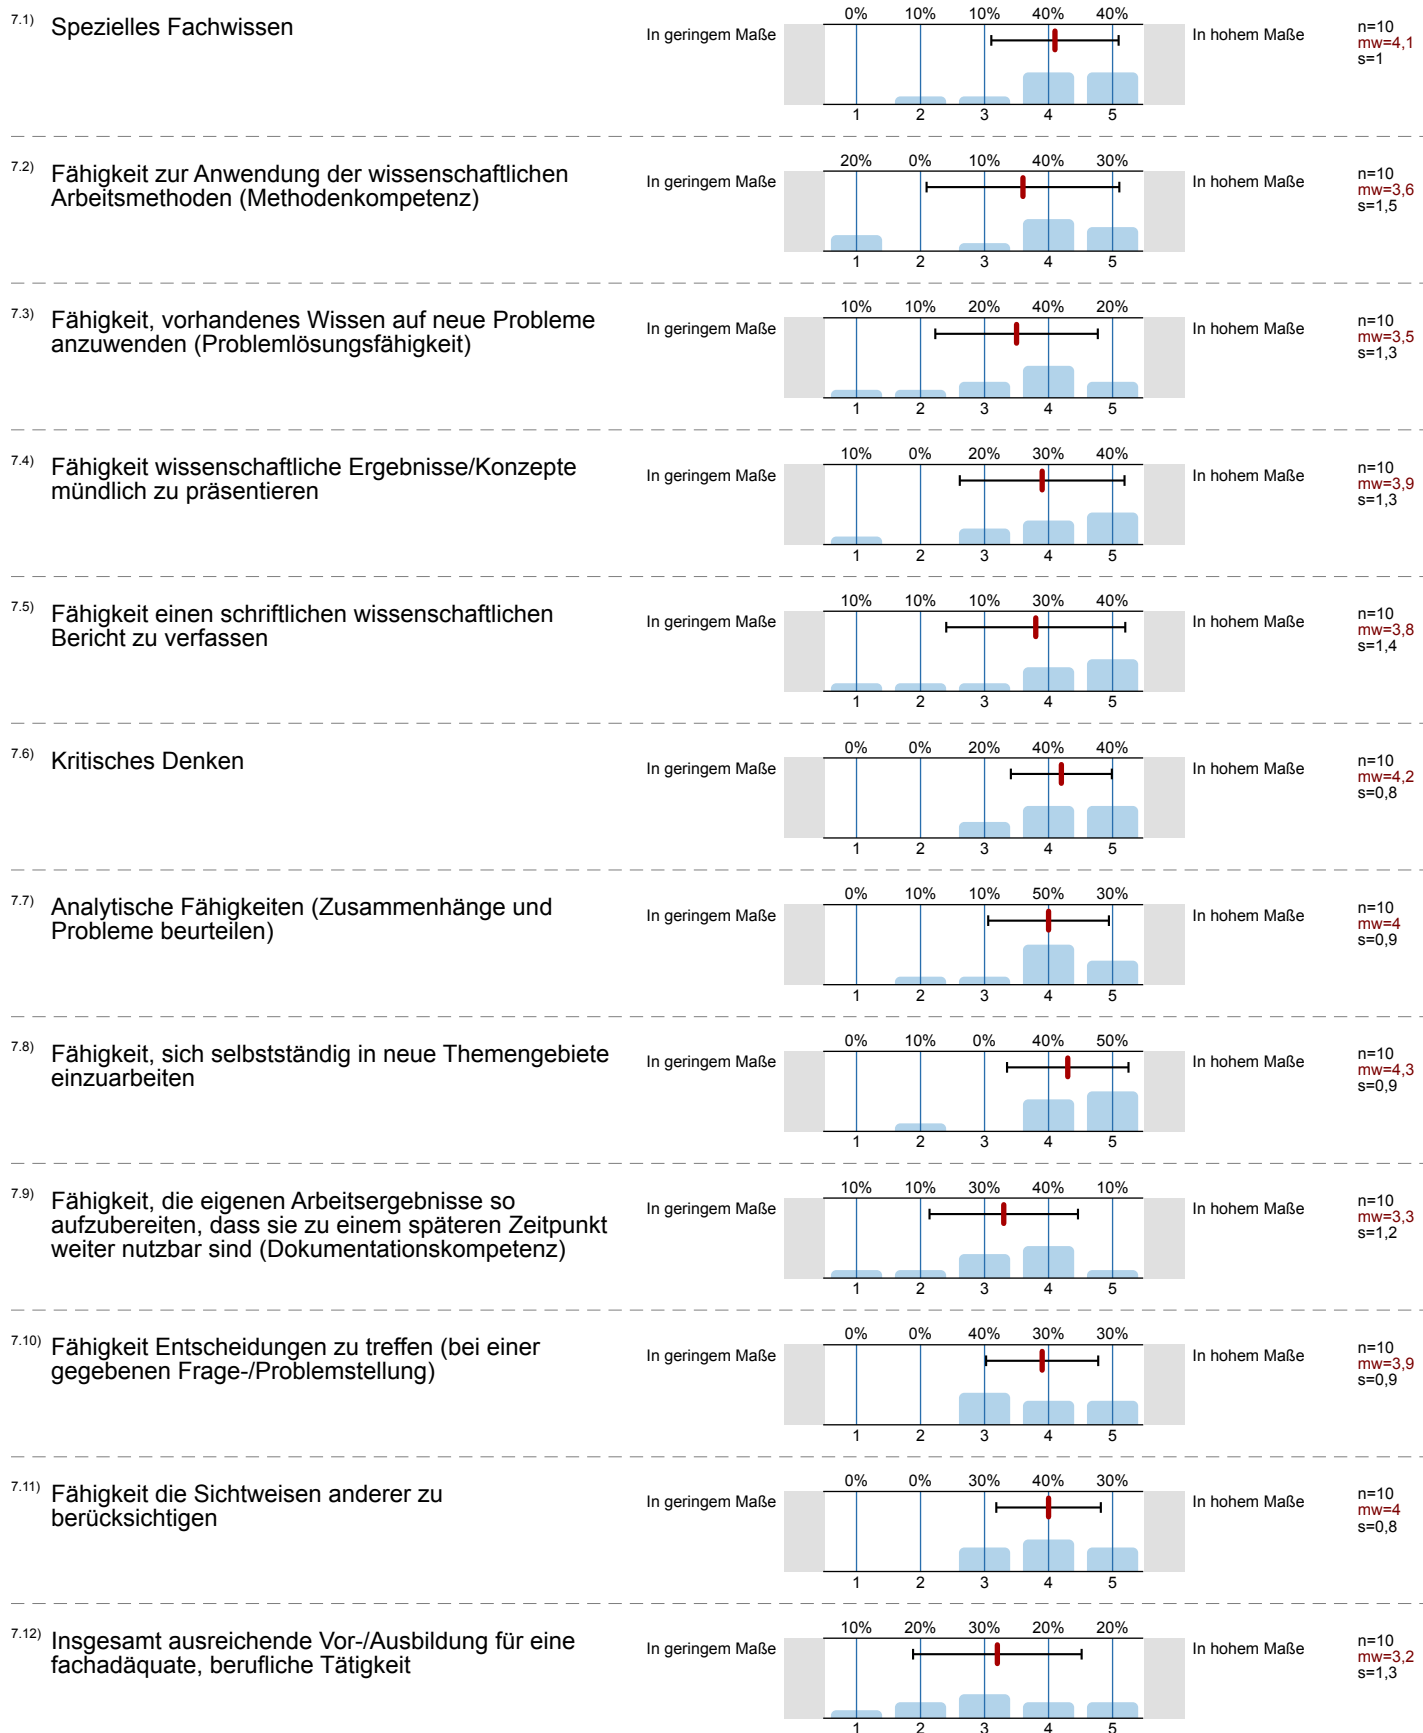 7.1) Spezielles Fachwissen
0% 10% 10% 40% 40%
In geringem Maße In hohem Maße
n=10
mw=4,1
s=1
1 2 3 4 5
7.2) Fähigkeit zur Anwendung der wissenschaftlichen
Arbeitsmethoden (Methodenkompetenz)
20% 0% 10% 40% 30%
In geringem Maße In hohem Maße
n=10
mw=3,6
s=1,5
1 2 3 4 5
7.3) Fähigkeit, vorhandenes Wissen auf neue Probleme
anzuwenden (Problemlösungsfähigkeit)
10% 10% 20% 40% 20%
In geringem Maße In hohem Maße
n=10
mw=3,5
s=1,3
1 2 3 4 5
7.4) Fähigkeit wissenschaftliche Ergebnisse/Konzepte
mündlich zu präsentieren
10% 0% 20% 30% 40%
In geringem Maße In hohem Maße
n=10
mw=3,9
s=1,3
1 2 3 4 5
7.5) Fähigkeit einen schriftlichen wissenschaftlichen
Bericht zu verfassen
10% 10% 10% 30% 40%
In geringem Maße In hohem Maße
n=10
mw=3,8
s=1,4
1 2 3 4 5
7.6) Kritisches Denken
0% 0% 20% 40% 40%
In geringem Maße In hohem Maße
n=10
mw=4,2
s=0,8
1 2 3 4 5
7.7) Analytische Fähigkeiten (Zusammenhänge und
Probleme beurteilen)
0% 10% 10% 50% 30%
In geringem Maße In hohem Maße
n=10
mw=4
s=0,9
1 2 3 4 5
7.8) Fähigkeit, sich selbstständig in neue Themengebiete
einzuarbeiten
0% 10% 0% 40% 50%
In geringem Maße In hohem Maße
n=10
mw=4,3
s=0,9
1 2 3 4 5
7.9) Fähigkeit, die eigenen Arbeitsergebnisse so
aufzubereiten, dass sie zu einem späteren Zeitpunkt
weiter nutzbar sind (Dokumentationskompetenz)
10% 10% 30% 40% 10%
In geringem Maße In hohem Maße
n=10
mw=3,3
s=1,2
1 2 3 4 5
7.10) Fähigkeit Entscheidungen zu treffen (bei einer
gegebenen Frage-/Problemstellung)
0% 0% 40% 30% 30%
In geringem Maße In hohem Maße
n=10
mw=3,9
s=0,9
1 2 3 4 5
7.11) Fähigkeit die Sichtweisen anderer zu
berücksichtigen
0% 0% 30% 40% 30%
In geringem Maße In hohem Maße
n=10
mw=4
s=0,8
1 2 3 4 5
7.12) Insgesamt ausreichende Vor-/Ausbildung für eine
fachadäquate, berufliche Tätigkeit
10% 20% 30% 20% 20%
In geringem Maße In hohem Maße
n=10
mw=3,2
s=1,3
1 2 3 4 5